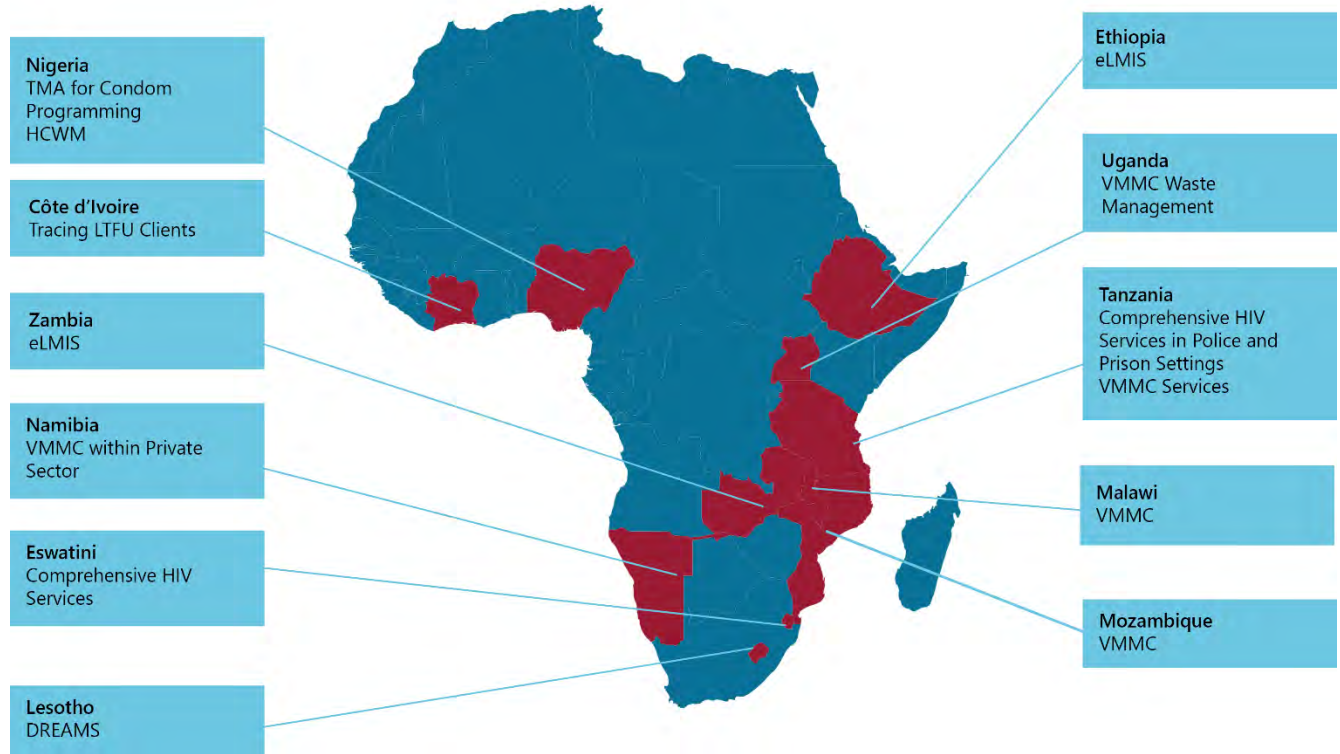 Nigeria
TMA for Condom
Programming
HCWM
Côte d’Ivoire
Tracing LTFU Clients
Zambia
eLMIS
Namibia
VMMC within Private
Sector
Eswatini
Comprehensive HIV
Services
Lesotho
DREAMS
Ethiopia
eLMIS
Uganda
VMMC Waste
Management
Tanzania
Comprehensive HIV
Services in Police and
Prison Settings
VMMC Services
Malawi
VMMC
Mozambique
VMMC